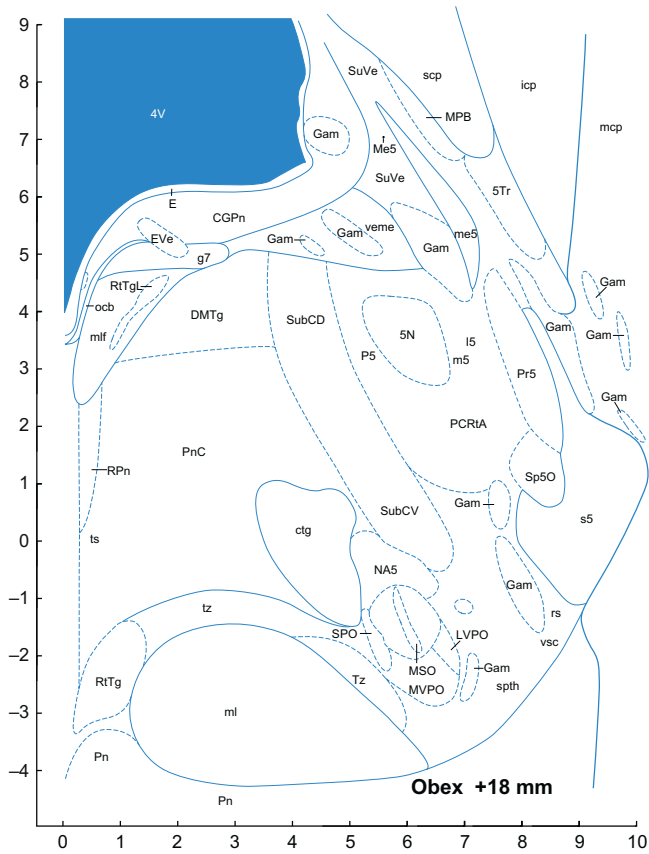 9
8
7
6
5
4
3
2
1
0
–1
–2
–3
–4
SuVe
scp
icp
4V
MPB
mcp
Gam
Me5
SuVe
5Tr
E
CGPn
Gam
veme
me5
EVe
Gam
Gam
g7
RtTgL
Gam
ocb
DMTg
SubCD
Gam
mlf
5N
I5
Gam
P5
m5
Pr5
Gam
PnC
PCRtA
RPn
Sp5O
Gam
SubCV
s5
ctg
ts
NA5
Gam
tz
rs
SPO
LVPO
vsc
MSO
Gam
RtTg
Tz
MVPO
spth
ml
Pn
Obex +18 mm
Pn
0 1 2 3 4 5 6 7 8 9 10